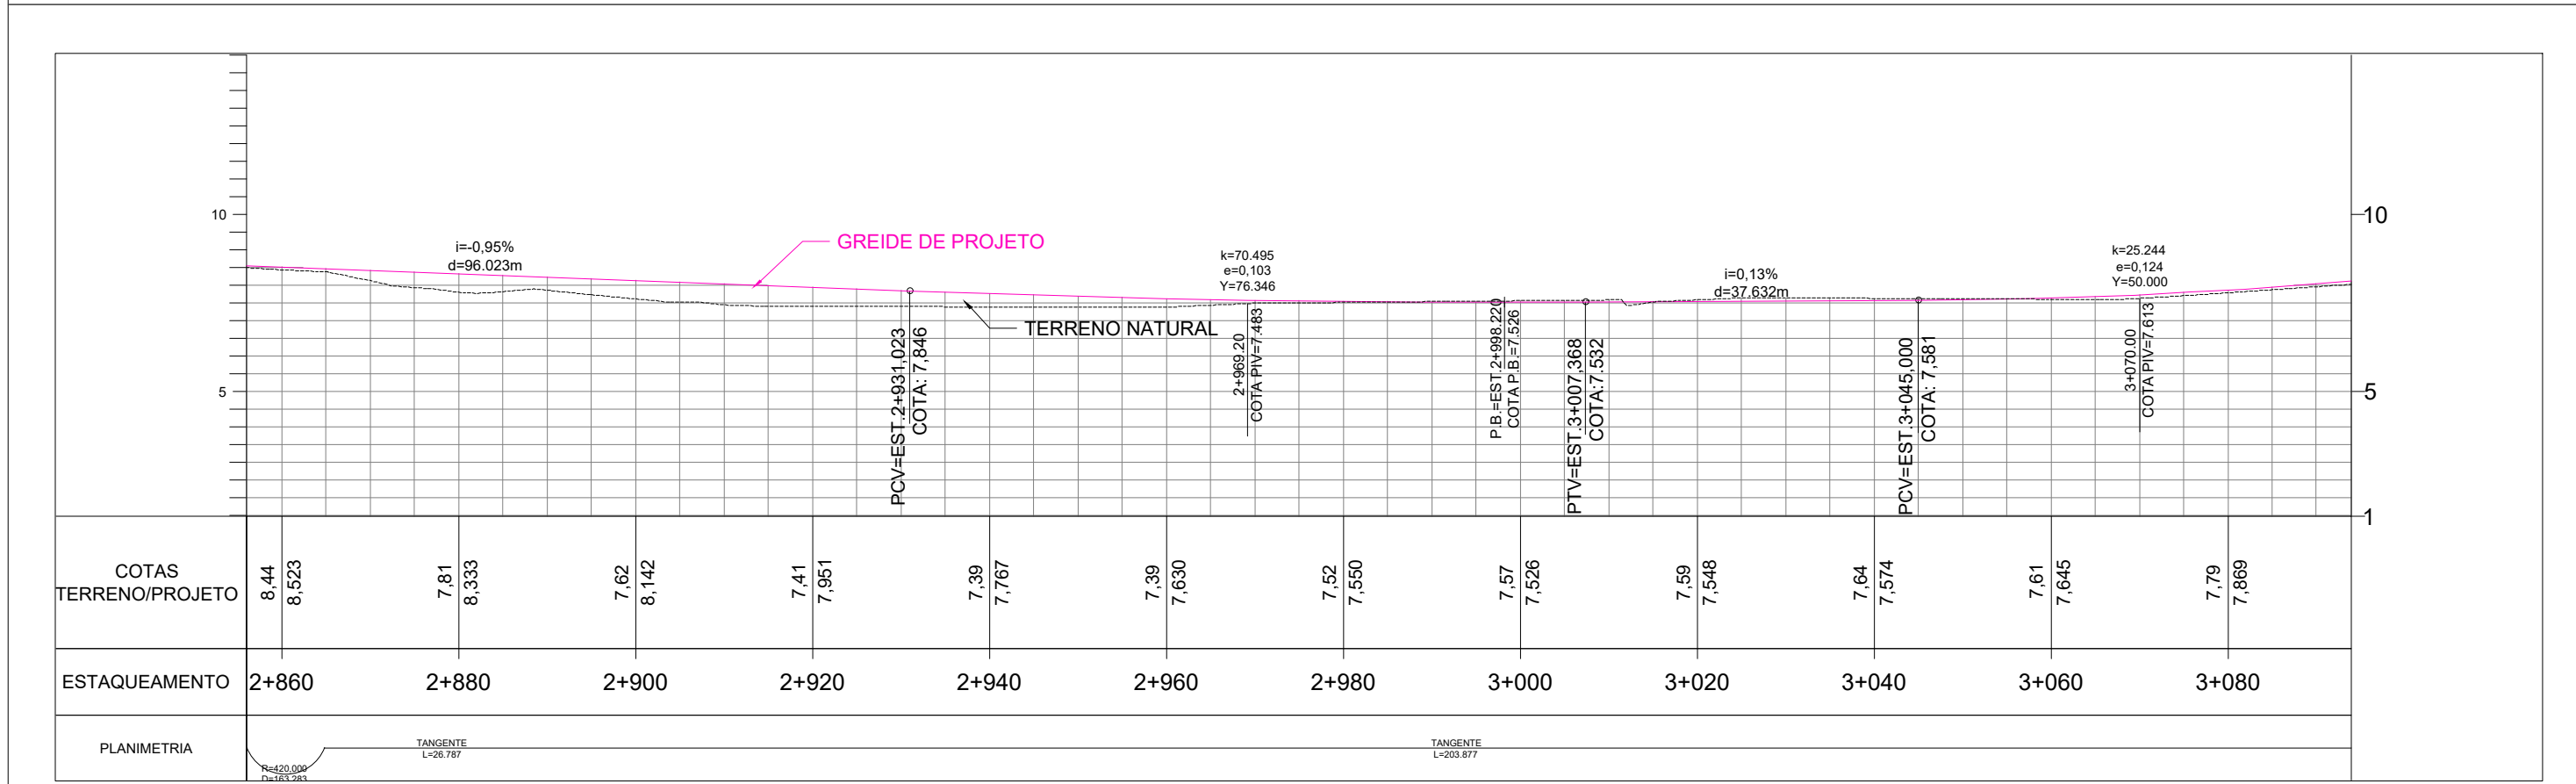 10
5
i=-0,95%
d=96.023m
GREIDE DE PROJETO
TERRENO NATURAL
PCV=EST.2+931,023
COTA: 7,846
k=70.495
e=0,103
Y=76.346
2+969.20
COTA PIV=7.483
P.B.=EST.2+998.220
COTA P.B.=7.526
PTV=EST.3+007,368
COTA:7.532
i=0,13%
d=37.632m
PCV=EST.3+045,000
COTA: 7,581
k=25.244
e=0,124
Y=50.000
3+070.00
COTA PIV=7.613
10
5
1
COTAS
TERRENO/PROJETO
8,44
8,523
7,81
8,333
7,62
8,142
7,41
7,951
7,39
7,767
7,39
7,630
7,52
7,550
7,57
7,526
7,59
7,548
7,64
7,574
7,61
7,645
7,79
7,869
ESTAQUEAMENTO 2+860 2+880 2+900 2+920 2+940 2+960 2+980 3+000 3+020 3+040 3+060 3+080
PLANIMETRIA
R=420,000
D=163,283
TANGENTE
L=26.787
TANGENTE
L=203.877